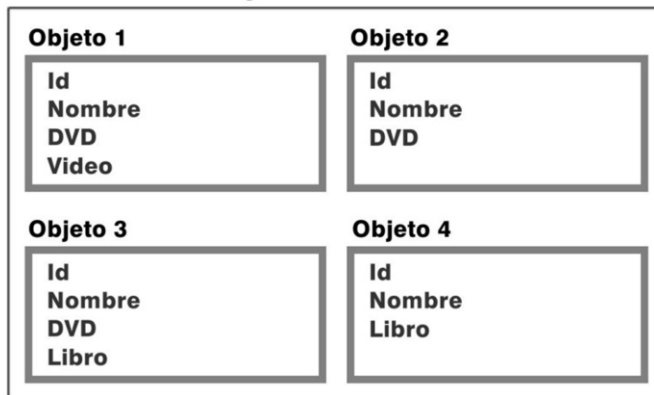 Objeto 1
Id
Nombre
DVD
Video
Objeto 2
Id
Nombre
DVD
Objeto 3
Id
Nombre
DVD
Libro
Objeto 4
Id
Nombre
Libro